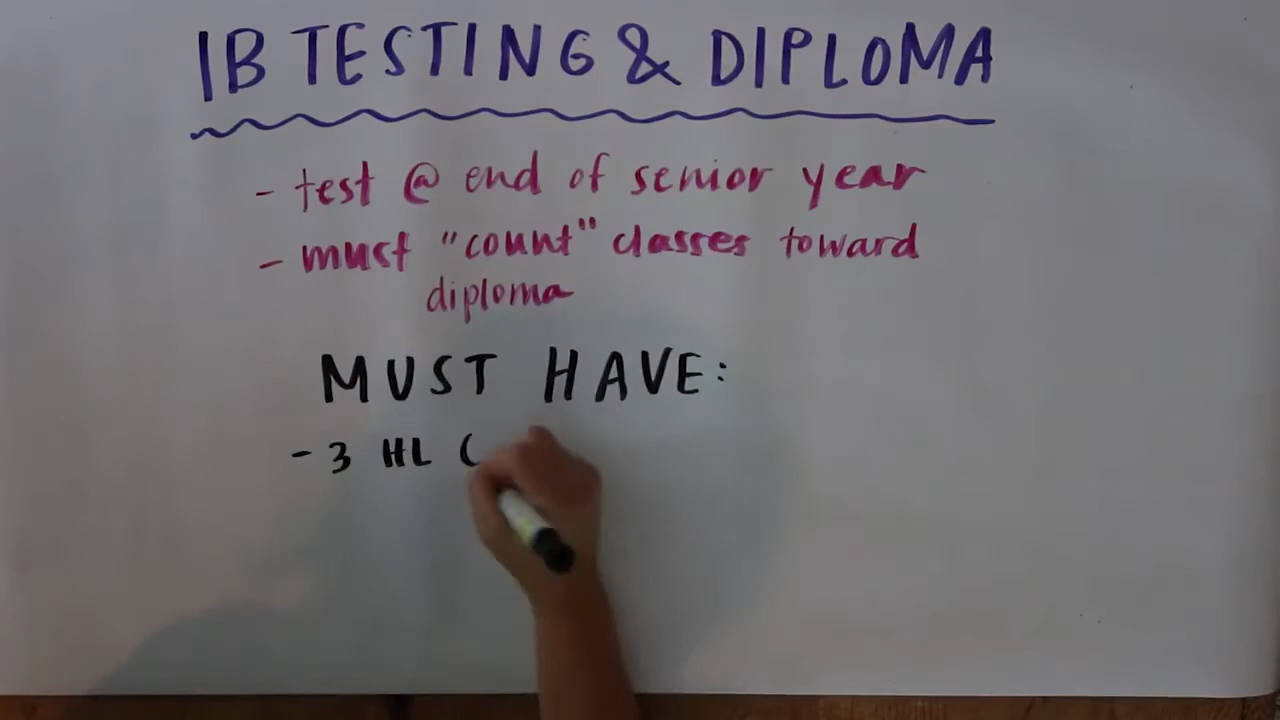 IB TESTING & DIPLOMA
- test @ end of senior year
- must "count" classes toward
diploma
MUST HAVE:
- 3 HL (